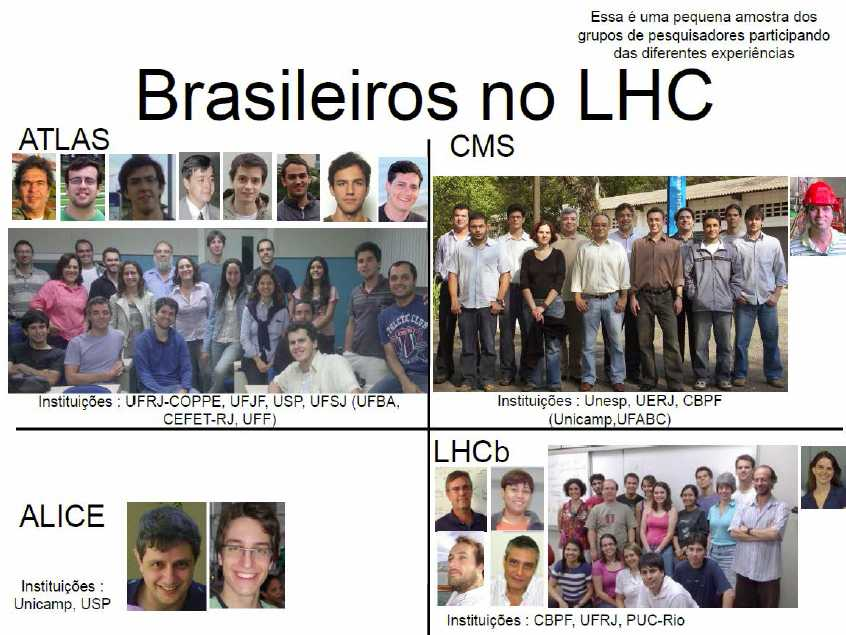 Essa é uma pequena amostra dos
grupos de pesquisadores participando
das diferentes experiências
Brasileiros no LHC
ATLAS
Instituições : UFRJ-COPPE, UFJF, USP, UFSJ (UFBA,
CEFET-RJ, UFF)
CMS
Instituições : Unesp, UERJ, CBPF
(Unicamp,UFABC)
ALICE
Instituições :
Unicamp, USP
LHCb
Instituições : CBPF, UFRJ, PUC-Rio